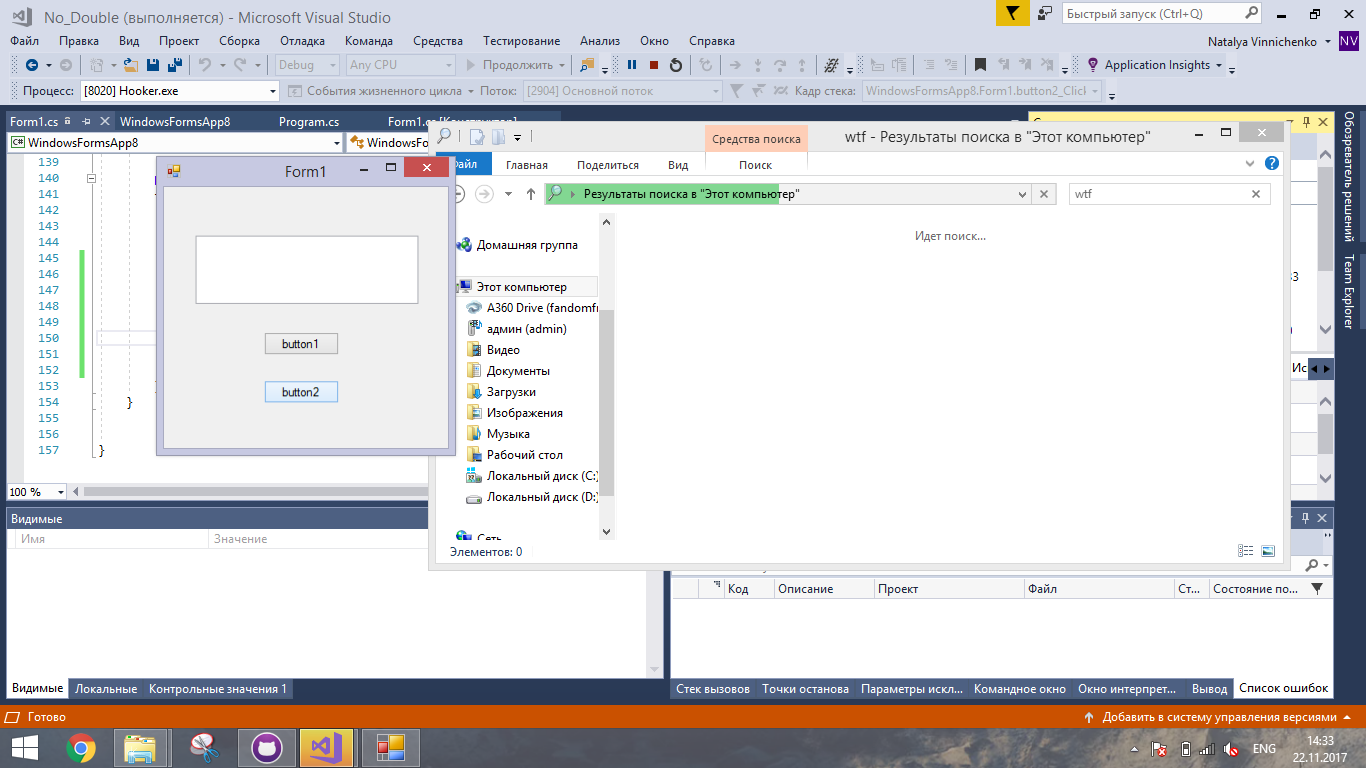 No_Double (выполняется) - Microsoft Visual Studio
Быстрый запуск (Ctrl+Q)
Файл Правка Вид Проект Сборка Отладка Команда Средства Тестирование Анализ Окно Справка
Natalya Vinnichenko NV
Debug Any CPU Продолжить Application Insights
Процесс: [8020] Hooker.exe События жизненного цикла Поток: [2904] Основной поток Кадр стека: WindowsFormsApp8.Form1.button2_Click
Form1.cs WindowsFormsApp8 Program.cs Form1.cs [Конструктор]
WindowsFormsApp8 WindowsFo
139
140
141
142
143
144
145
146
147
148
149
150
151
152
153
154 }
155
156
157 }
100 %
Form1
button1
button2
Средства поиска
wtf - Результаты поиска в "Этот компьютер"
айл Главная Поделиться Вид Поиск
Результаты поиска в "Этот компьютер"
wtf
Идет поиск...
Домашняя группа
Этот компьютер
A360 Drive (fandomfr
админ (admin)
Видео
Документы
Загрузки
Изображения
Музыка
Рабочий стол
Локальный диск (C:)
Локальный диск (D:)
Сеть
Элементов: 0
Обозреватель решений
Team Explorer
Ис
Видимые
Имя Значение
Код Описание Проект Файл Ст... Состояние по...
Видимые Локальные Контрольные значения 1
Стек вызовов Точки останова Параметры искл... Командное окно Окно интерпрет... Вывод Список ошибок
Готово
Добавить в систему управления версиями
ENG
14:33
22.11.2017